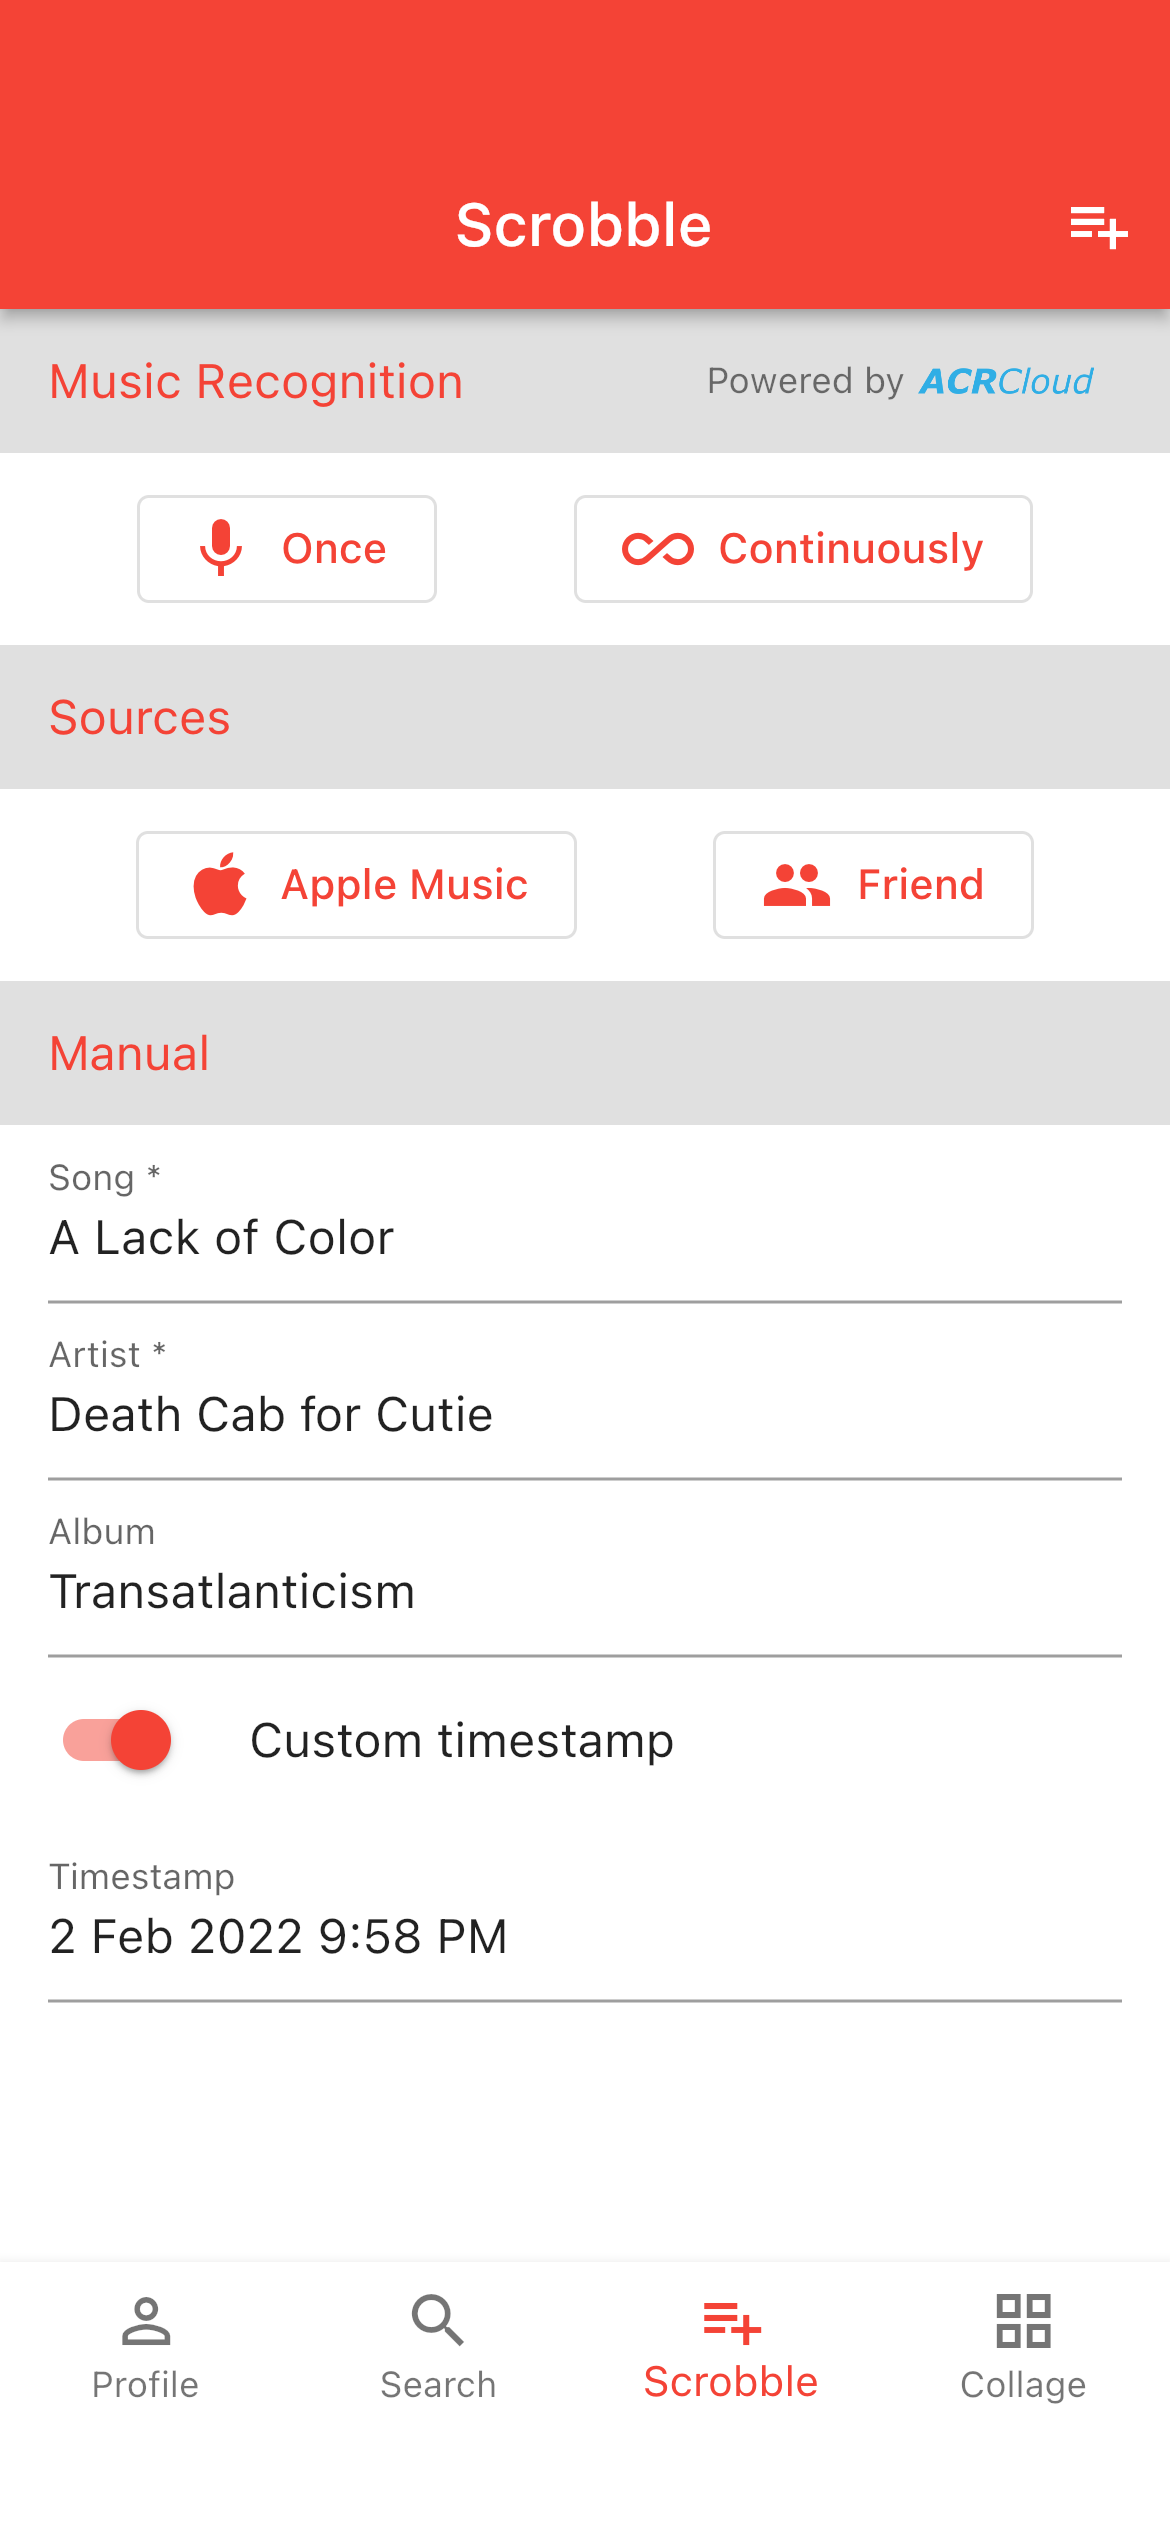 Scrobble
Music Recognition
Powered by ACRCloud
Once
Continuously
Sources
Apple Music
Friend
Manual
Song *
A Lack of Color
Artist *
Death Cab for Cutie
Album
Transatlanticism
Custom timestamp
Timestamp
2 Feb 2022 9:58 PM
Profile
Search
Scrobble
Collage